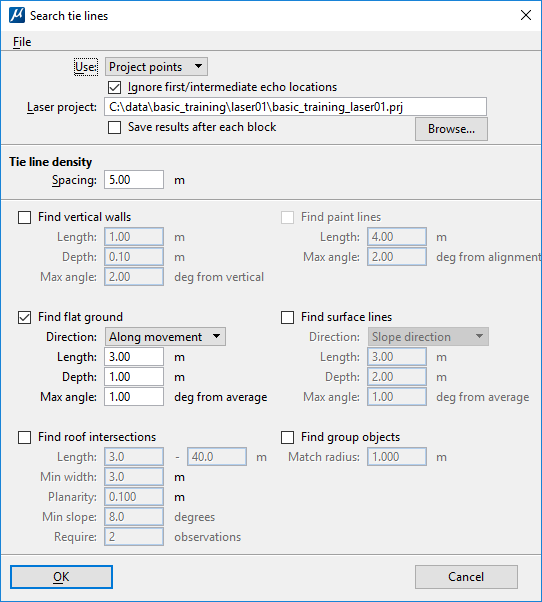 µ Search tie lines
File
Use: Project points
Ignore first/intermediate echo locations
Laser project: C:\data\basic_training\laser01\basic_training_laser01.prj
Save results after each block Browse...
Tie line density
Spacing: 5.00 m
Find vertical walls
Length: 1.00 m
Depth: 0.10 m
Max angle: 2.00 deg from vertical
Find paint lines
Length: 4.00 m
Max angle: 2.00 deg from alignment
Find flat ground
Direction: Along movement
Length: 3.00 m
Depth: 1.00 m
Max angle: 1.00 deg from average
Find surface lines
Direction: Slope direction
Length: 3.00 m
Depth: 2.00 m
Max angle: 1.00 deg from average
Find roof intersections
Length: 3.0 - 40.0 m
Min width: 3.0 m
Planarity: 0.100 m
Min slope: 8.0 degrees
Require: 2 observations
Find group objects
Match radius: 1.000 m
OK Cancel